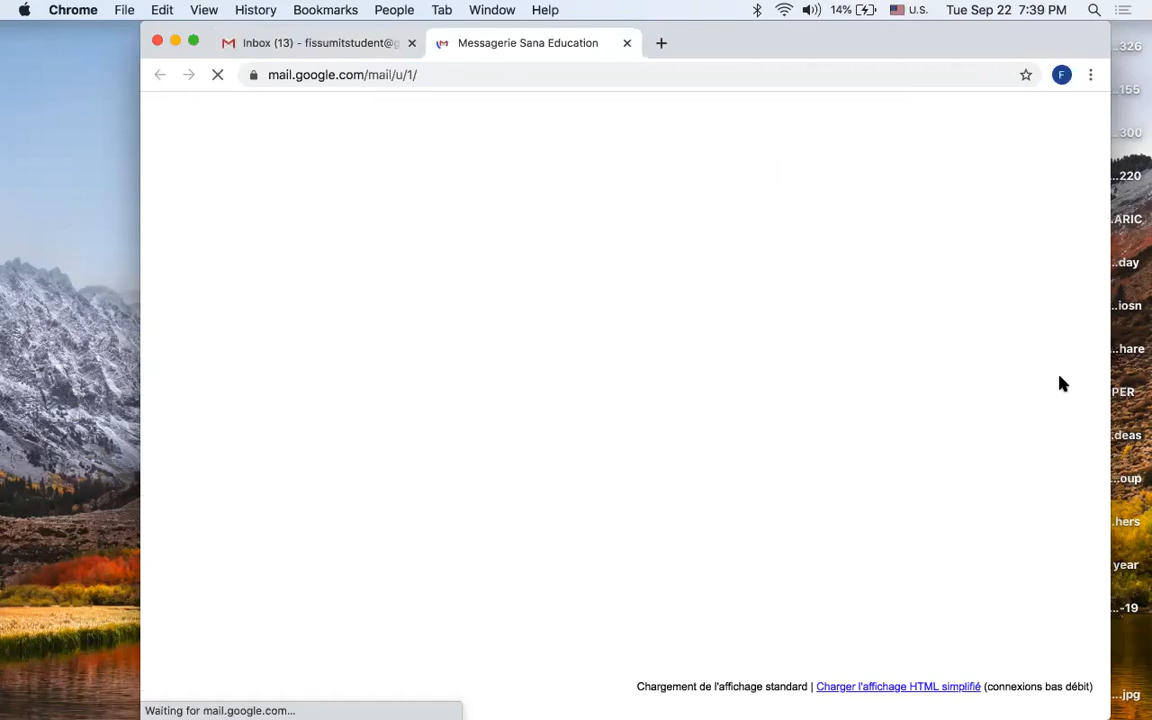 Chrome File Edit View History Bookmarks People Tab Window Help 14% U.S. Tue Sep 22 7:39 PM
Inbox (13) - fissumitstudent@g
Messagerie Sana Education
mail.google.com/mail/u/1/
F
...326
...155
...300
...220
...ARIC
...day
...iosn
...hare
PER
...deas
...oup
...hers
year
...-19
...jpg
Chargement de l'affichage standard | Charger l'affichage HTML simplifié (connexions bas débit)
Waiting for mail.google.com...